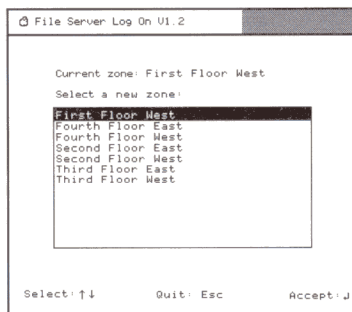 File Server Log On V1.2
Current zone: First Floor West
Select a new zone:
First Floor West
Fourth Floor East
Fourth Floor West
Second Floor East
Second Floor West
Third Floor East
Third Floor West
Select: ↑↓ Quit: Esc Accept: ↲